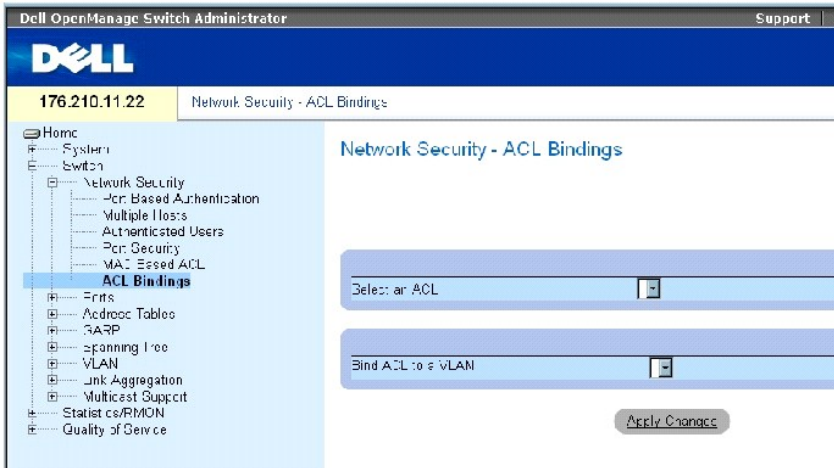 Dell OpenManage Switch Administrator
Support
DELL
176.210.11.22
Network Security - ACL Bindings
Home
System
Switch
Network Security
Port Based Authentication
Multiple Hosts
Authenticated Users
Port Security
MAC Based ACL
ACL Bindings
Ports
Address Tables
GARP
Spanning Tree
VLAN
Link Aggregation
Multicast Support
Statistics/RMON
Quality of Service
Network Security - ACL Bindings
Select an ACL
Bind ACL to a VLAN
Apply Changes